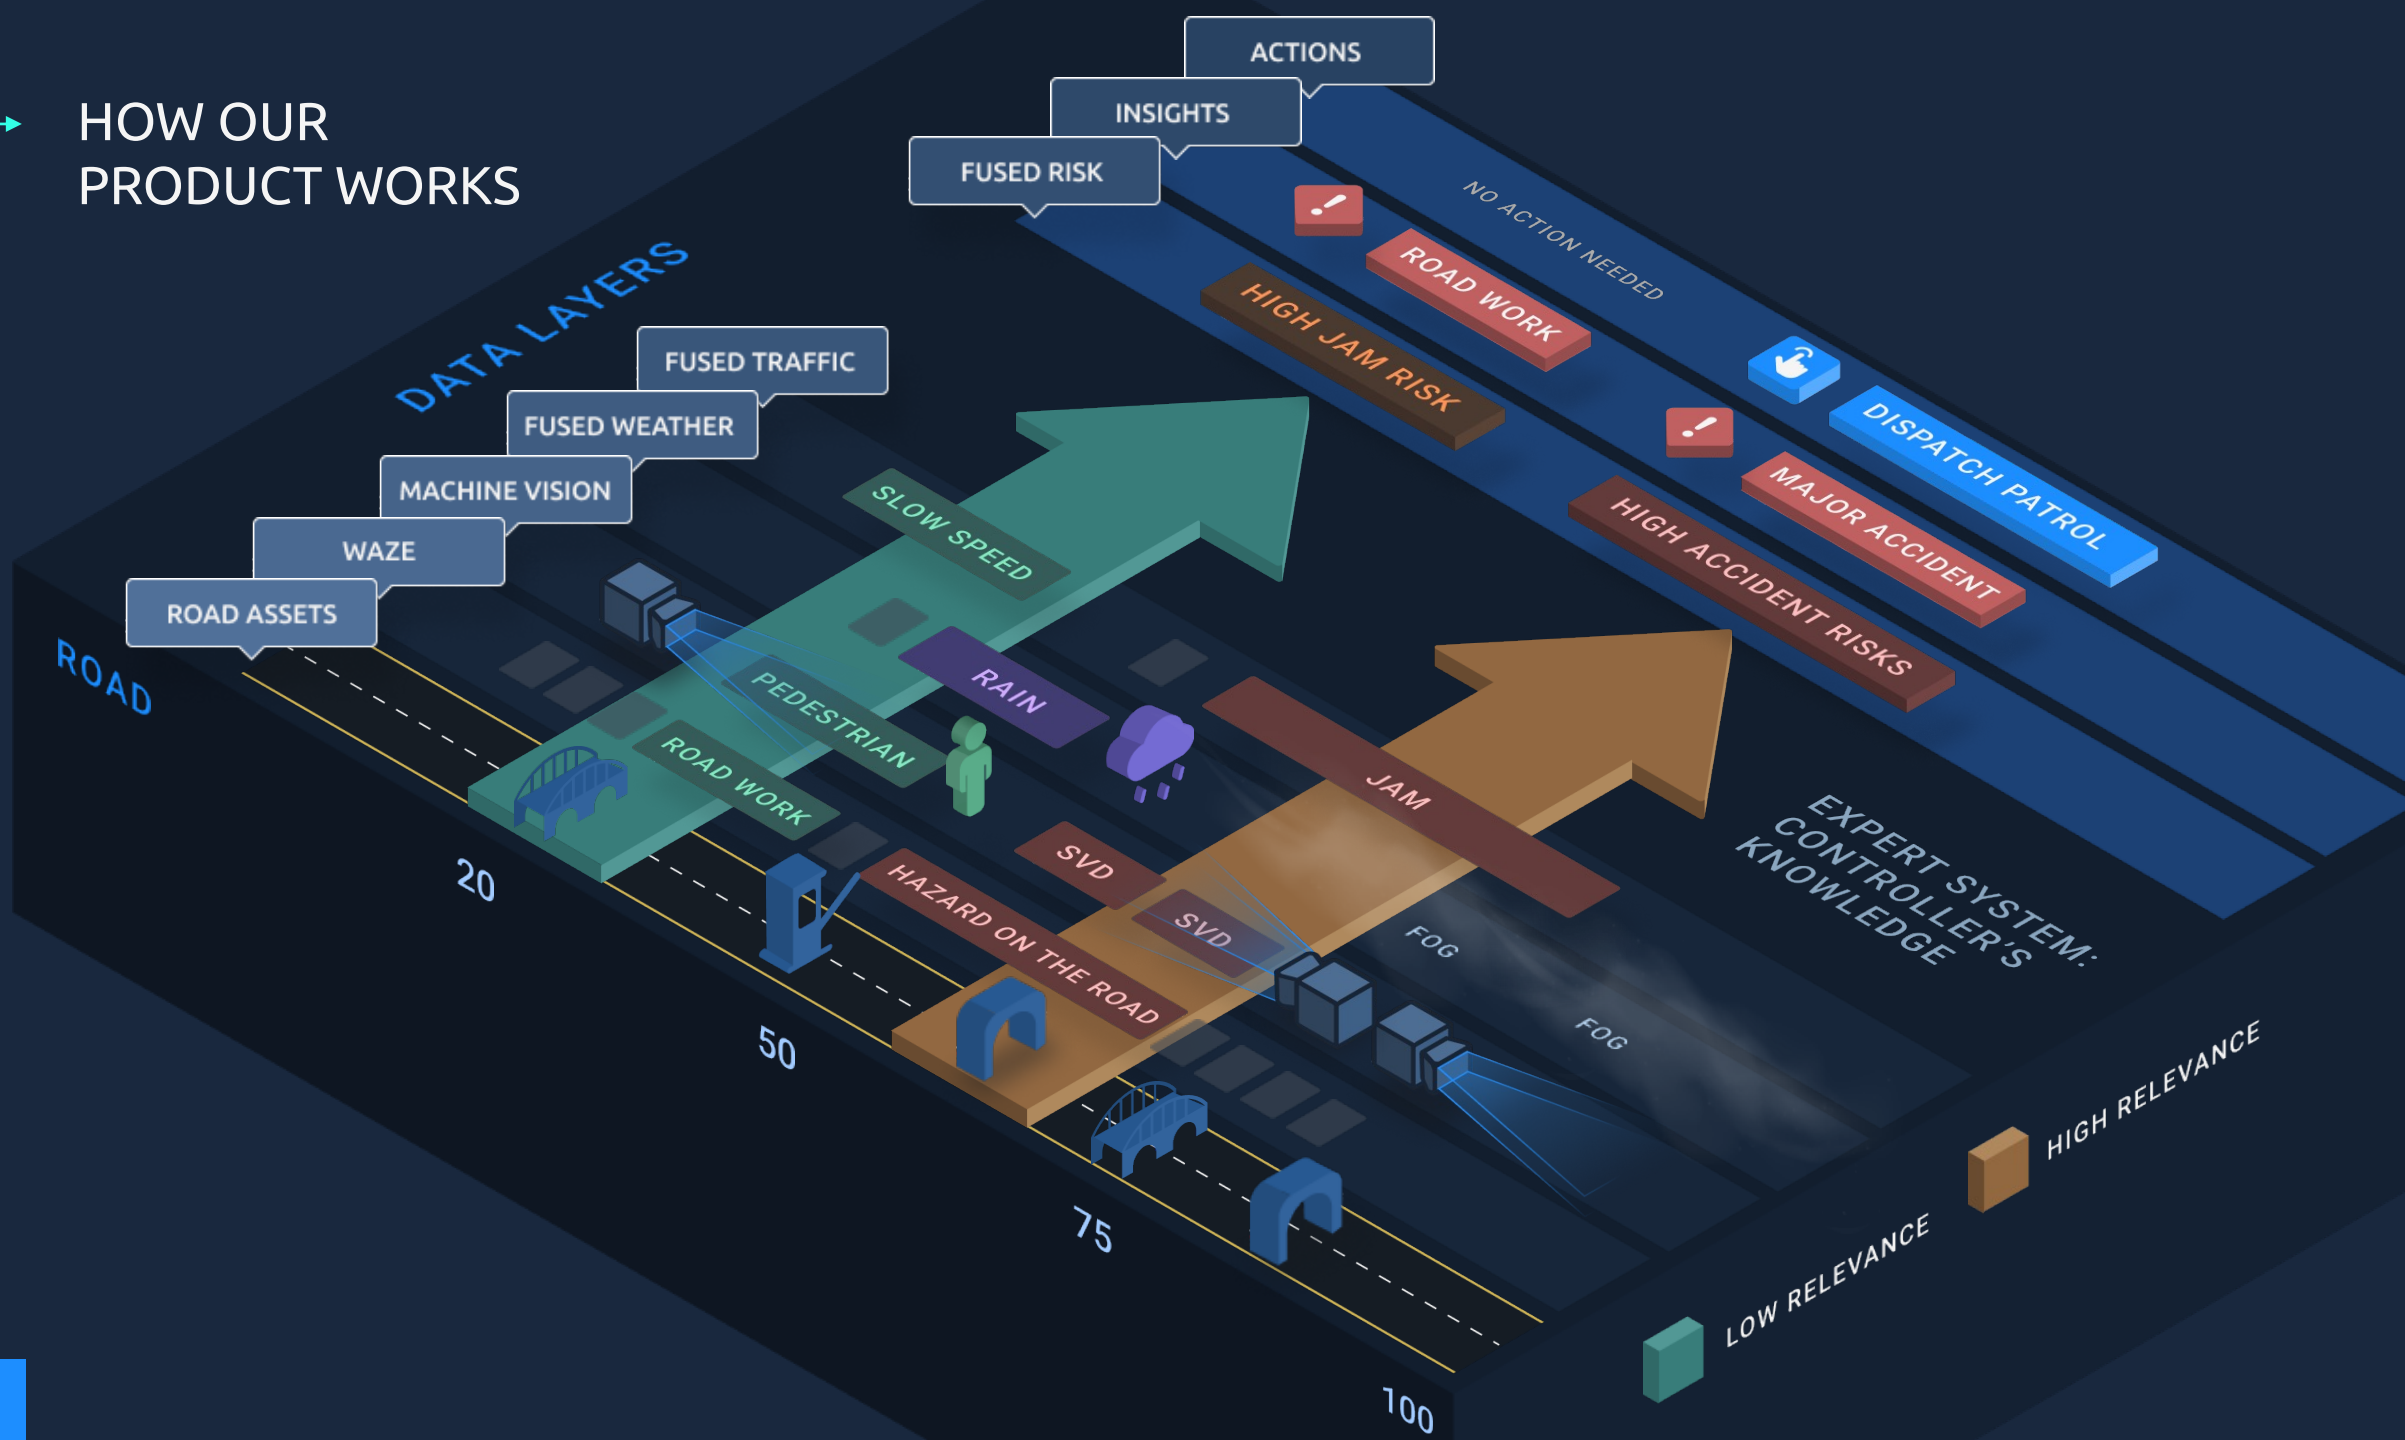 HOW OUR
PRODUCT WORKS
ACTIONS
INSIGHTS
FUSED RISK
DATA LAYERS
FUSED TRAFFIC
FUSED WEATHER
MACHINE VISION
WAZE
ROAD ASSETS
ROAD
NO ACTION NEEDED
ROAD WORK
HIGH JAM RISK
DISPATCH PATROL
MAJOR ACCIDENT
HIGH ACCIDENT RISKS
SLOW SPEED
RAIN
PEDESTRIAN
ROAD WORK
JAM
SVD
SVD
HAZARD ON THE ROAD
FOG
FOG
EXPERT SYSTEM:
CONTROLLER'S
KNOWLEDGE
20
50
75
100
HIGH RELEVANCE
LOW RELEVANCE